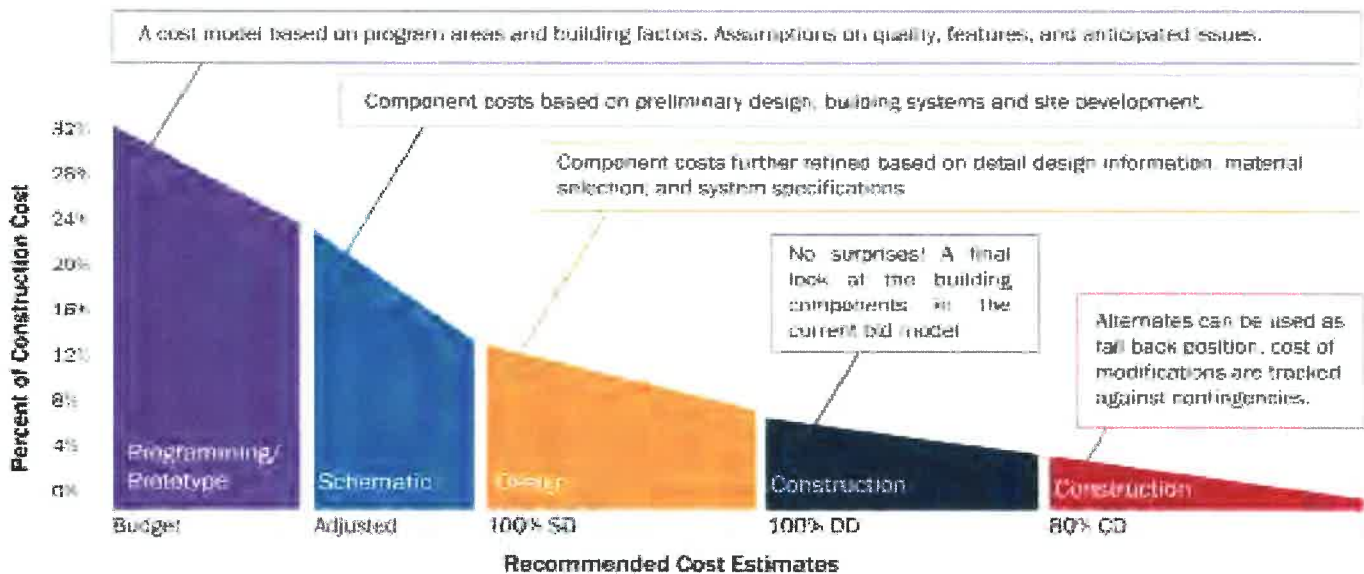 A cost model based on program areas and building factors. Assumptions on quality, features, and anticipated issues.
Component costs based on preliminary design, building systems and site development.
Component costs further refined based on detail design information, material
selection, and system specifications
No surprises! A final
look at the building
components in the
current bid model
Alternates can be used as
fall back position, cost of
modifications are tracked
against contingencies.
Percent of Construction Cost
32%
28%
24%
20%
16%
12%
8%
4%
0%
Programming/
Prototype
Schematic
Design
Construction
Construction
Budget
Adjusted
100% SD
100% DD
80% CD
Recommended Cost Estimates